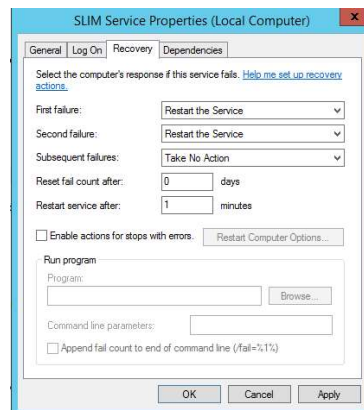 SLIM Service Properties (Local Computer)
x
General Log On Recovery Dependencies
Select the computer's response if this service fails. Help me set up recovery
actions.
First failure: Restart the Service
Second failure: Restart the Service
Subsequent failures: Take No Action
Reset fail count after: 0 days
Restart service after: 1 minutes
Enable actions for stops with errors. Restart Computer Options...
Run program
Program:
Browse...
Command line parameters:
Append fail count to end of command line (/fail=%1%)
OK Cancel Apply